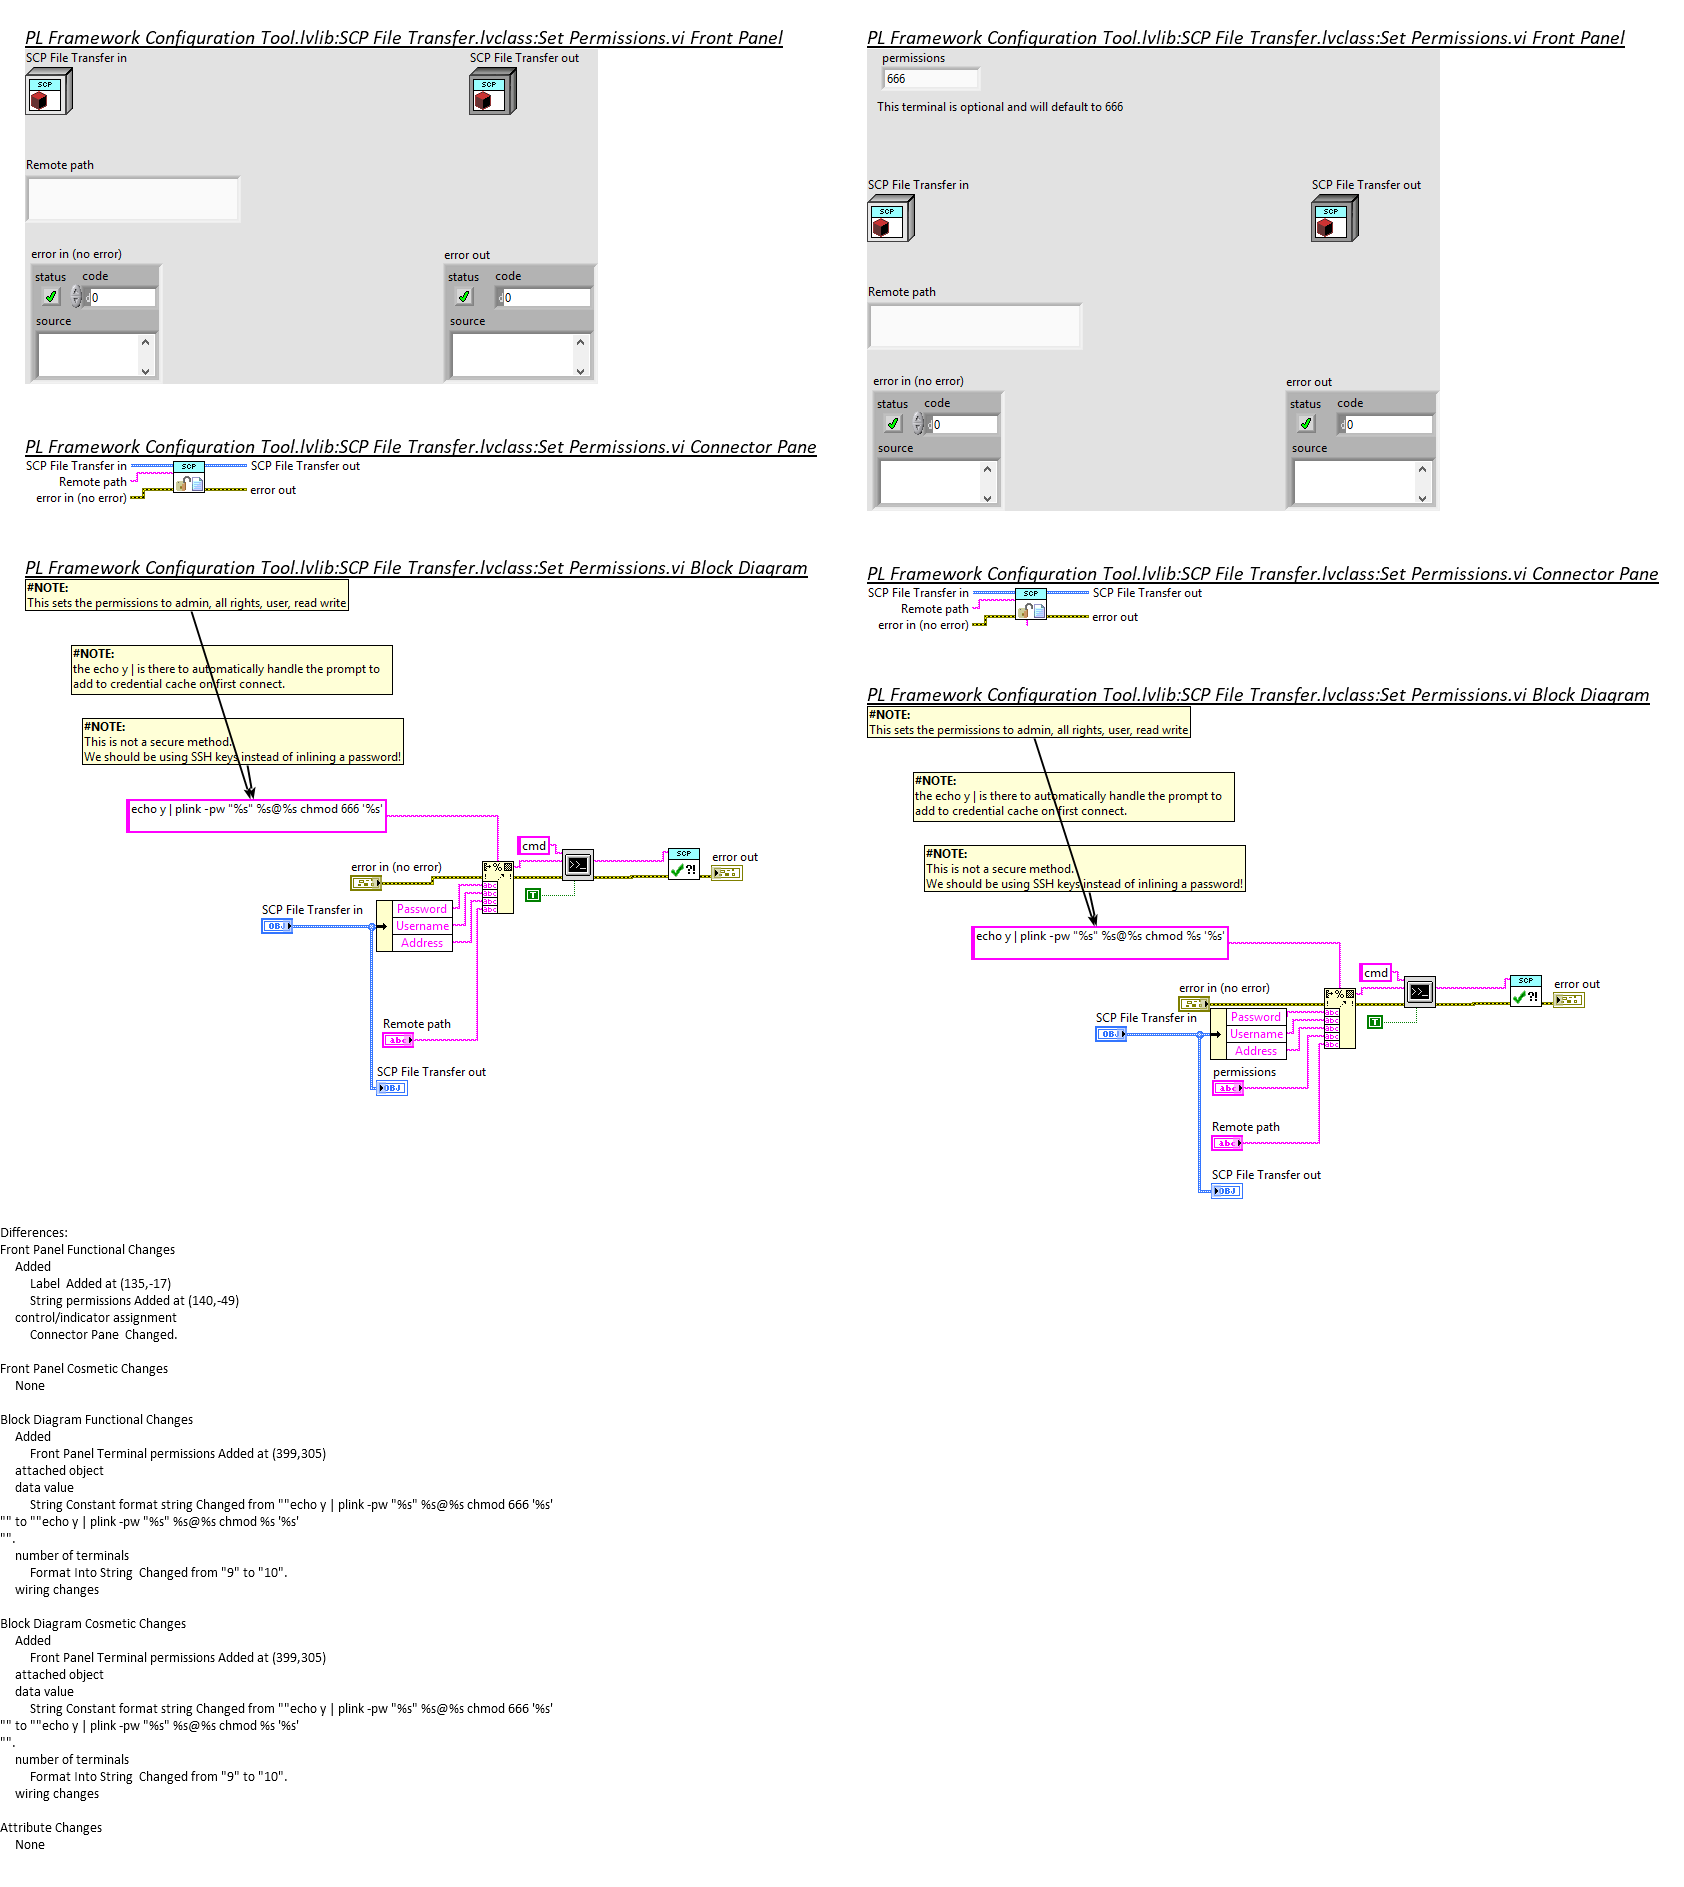 PL Framework Configuration Tool.lvlib:SCP File Transfer.lvclass:Set Permissions.vi Front Panel
SCP File Transfer in
SCP File Transfer out
SCP
SCP
Remote path
error in (no error)
error out
status
code
status
code
d
0
d
0
source
source
PL Framework Configuration Tool.lvlib:SCP File Transfer.lvclass:Set Permissions.vi Connector Pane
SCP File Transfer in
SCP
SCP File Transfer out
Remote path
error in (no error)
error out
PL Framework Configuration Tool.lvlib:SCP File Transfer.lvclass:Set Permissions.vi Block Diagram
#NOTE:
This sets the permissions to admin, all rights, user, read write
#NOTE:
the echo y | is there to automatically handle the prompt to
add to credential cache on first connect.
#NOTE:
This is not a secure method.
We should be using SSH keys instead of inlining a password!
echo y | plink -pw "%s" %s@%s chmod 666 '%s'
cmd
SCP
error out
error in (no error)
%
abc
abc
abc
abc
T
?!
SCP File Transfer in
OBJ
Password
Username
Address
Remote path
abc
SCP File Transfer out
OBJ
PL Framework Configuration Tool.lvlib:SCP File Transfer.lvclass:Set Permissions.vi Front Panel
permissions
666
This terminal is optional and will default to 666
SCP File Transfer in
SCP File Transfer out
SCP
SCP
Remote path
error in (no error)
error out
status
code
status
code
d
0
d
0
source
source
PL Framework Configuration Tool.lvlib:SCP File Transfer.lvclass:Set Permissions.vi Connector Pane
SCP File Transfer in
SCP
SCP File Transfer out
Remote path
error in (no error)
error out
PL Framework Configuration Tool.lvlib:SCP File Transfer.lvclass:Set Permissions.vi Block Diagram
#NOTE:
This sets the permissions to admin, all rights, user, read write
#NOTE:
the echo y | is there to automatically handle the prompt to
add to credential cache on first connect.
#NOTE:
This is not a secure method.
We should be using SSH keys instead of inlining a password!
echo y | plink -pw "%s" %s@%s chmod %s '%s'
cmd
SCP
error out
error in (no error)
%
abc
abc
abc
abc
abc
T
?!
SCP File Transfer in
OBJ
Password
Username
Address
permissions
abc
Remote path
abc
SCP File Transfer out
OBJ
Differences:
Front Panel Functional Changes
Added
Label  Added at (135,-17)
String permissions Added at (140,-49)
control/indicator assignment
Connector Pane  Changed.
Front Panel Cosmetic Changes
None
Block Diagram Functional Changes
Added
Front Panel Terminal permissions Added at (399,305)
attached object
data value
String Constant format string Changed from ""echo y | plink -pw "%s" %s@%s chmod 666 '%s'
"" to ""echo y | plink -pw "%s" %s@%s chmod %s '%s'
"".
number of terminals
Format Into String  Changed from "9" to "10".
wiring changes
Block Diagram Cosmetic Changes
Added
Front Panel Terminal permissions Added at (399,305)
attached object
data value
String Constant format string Changed from ""echo y | plink -pw "%s" %s@%s chmod 666 '%s'
"" to ""echo y | plink -pw "%s" %s@%s chmod %s '%s'
"".
number of terminals
Format Into String  Changed from "9" to "10".
wiring changes
Attribute Changes
None